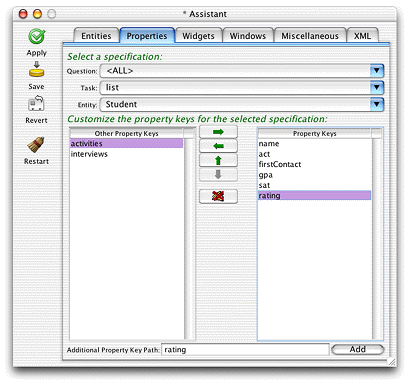 * Assistant
Apply
Save
Revert
Restart
Entities Properties Widgets Windows Miscellaneous XML
Select a specification:
Question: <ALL>
Task: list
Entity: Student
Customize the property keys for the selected specification:
Other Property Keys
activities
interviews
Property Keys
name
act
firstContact
gpa
sat
rating
Additional Property Key Path: rating Add